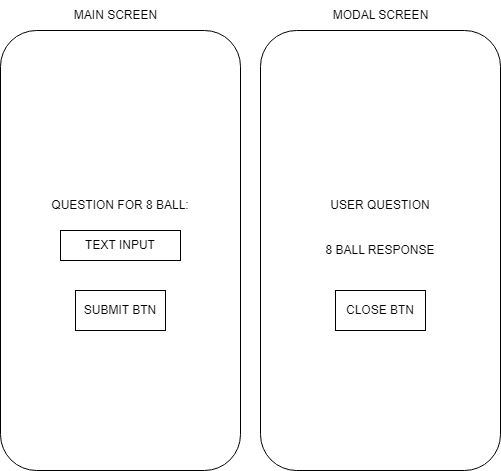 MAIN SCREEN
MODAL SCREEN
QUESTION FOR 8 BALL:
TEXT INPUT
SUBMIT BTN
USER QUESTION
8 BALL RESPONSE
CLOSE BTN